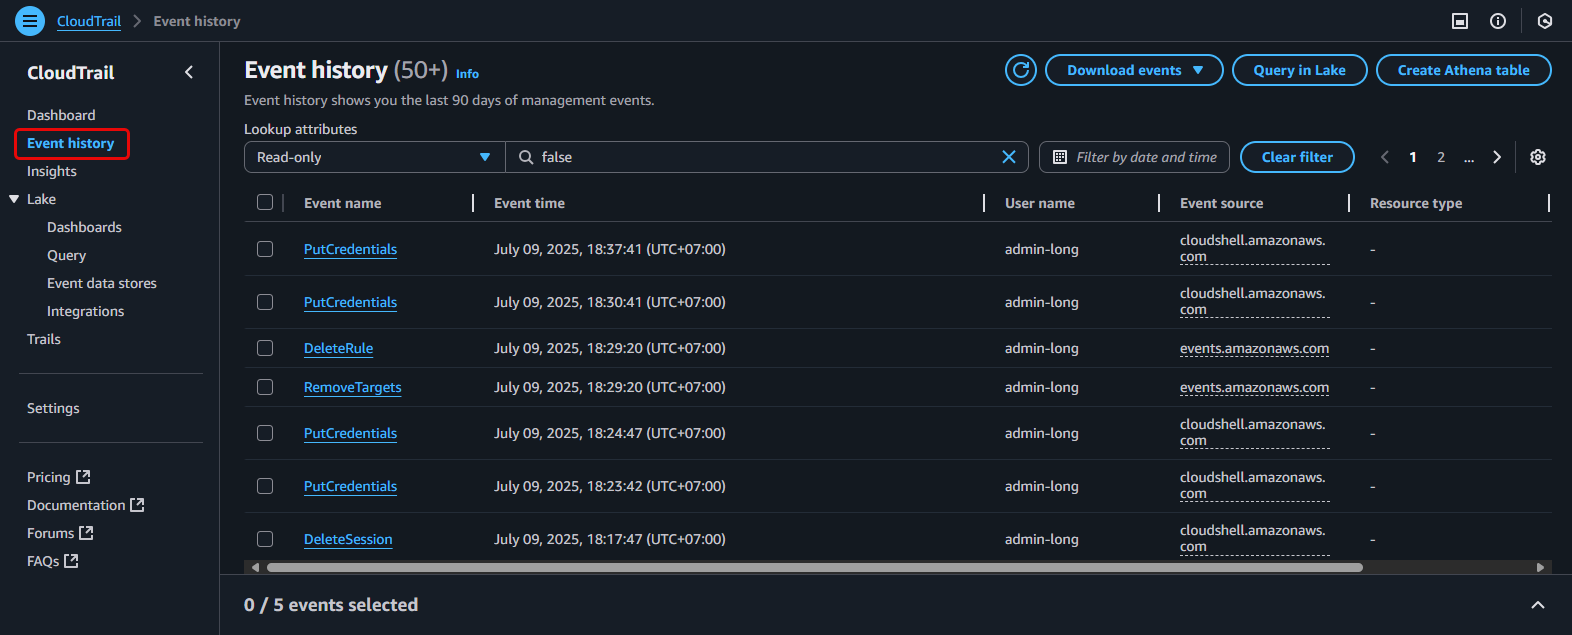 CloudTrail > Event history
CloudTrail
Dashboard
Event history
Insights
Lake
Dashboards
Query
Event data stores
Integrations
Trails
Settings
Pricing
Documentation
Forums
FAQs
Event history (50+) Info
Download events
Query in Lake
Create Athena table
Event history shows you the last 90 days of management events.
Lookup attributes
Read-only
false
Filter by date and time
Clear filter
1 2 ...
Event name Event time User name Event source Resource type
PutCredentials July 09, 2025, 18:37:41 (UTC+07:00) admin-long cloudshell.amazonaws. -
com
PutCredentials July 09, 2025, 18:30:41 (UTC+07:00) admin-long cloudshell.amazonaws. -
com
DeleteRule July 09, 2025, 18:29:20 (UTC+07:00) admin-long events.amazonaws.com -
RemoveTargets July 09, 2025, 18:29:20 (UTC+07:00) admin-long events.amazonaws.com -
PutCredentials July 09, 2025, 18:24:47 (UTC+07:00) admin-long cloudshell.amazonaws. -
com
PutCredentials July 09, 2025, 18:23:42 (UTC+07:00) admin-long cloudshell.amazonaws. -
com
DeleteSession July 09, 2025, 18:17:47 (UTC+07:00) admin-long cloudshell.amazonaws. -
com
0 / 5 events selected